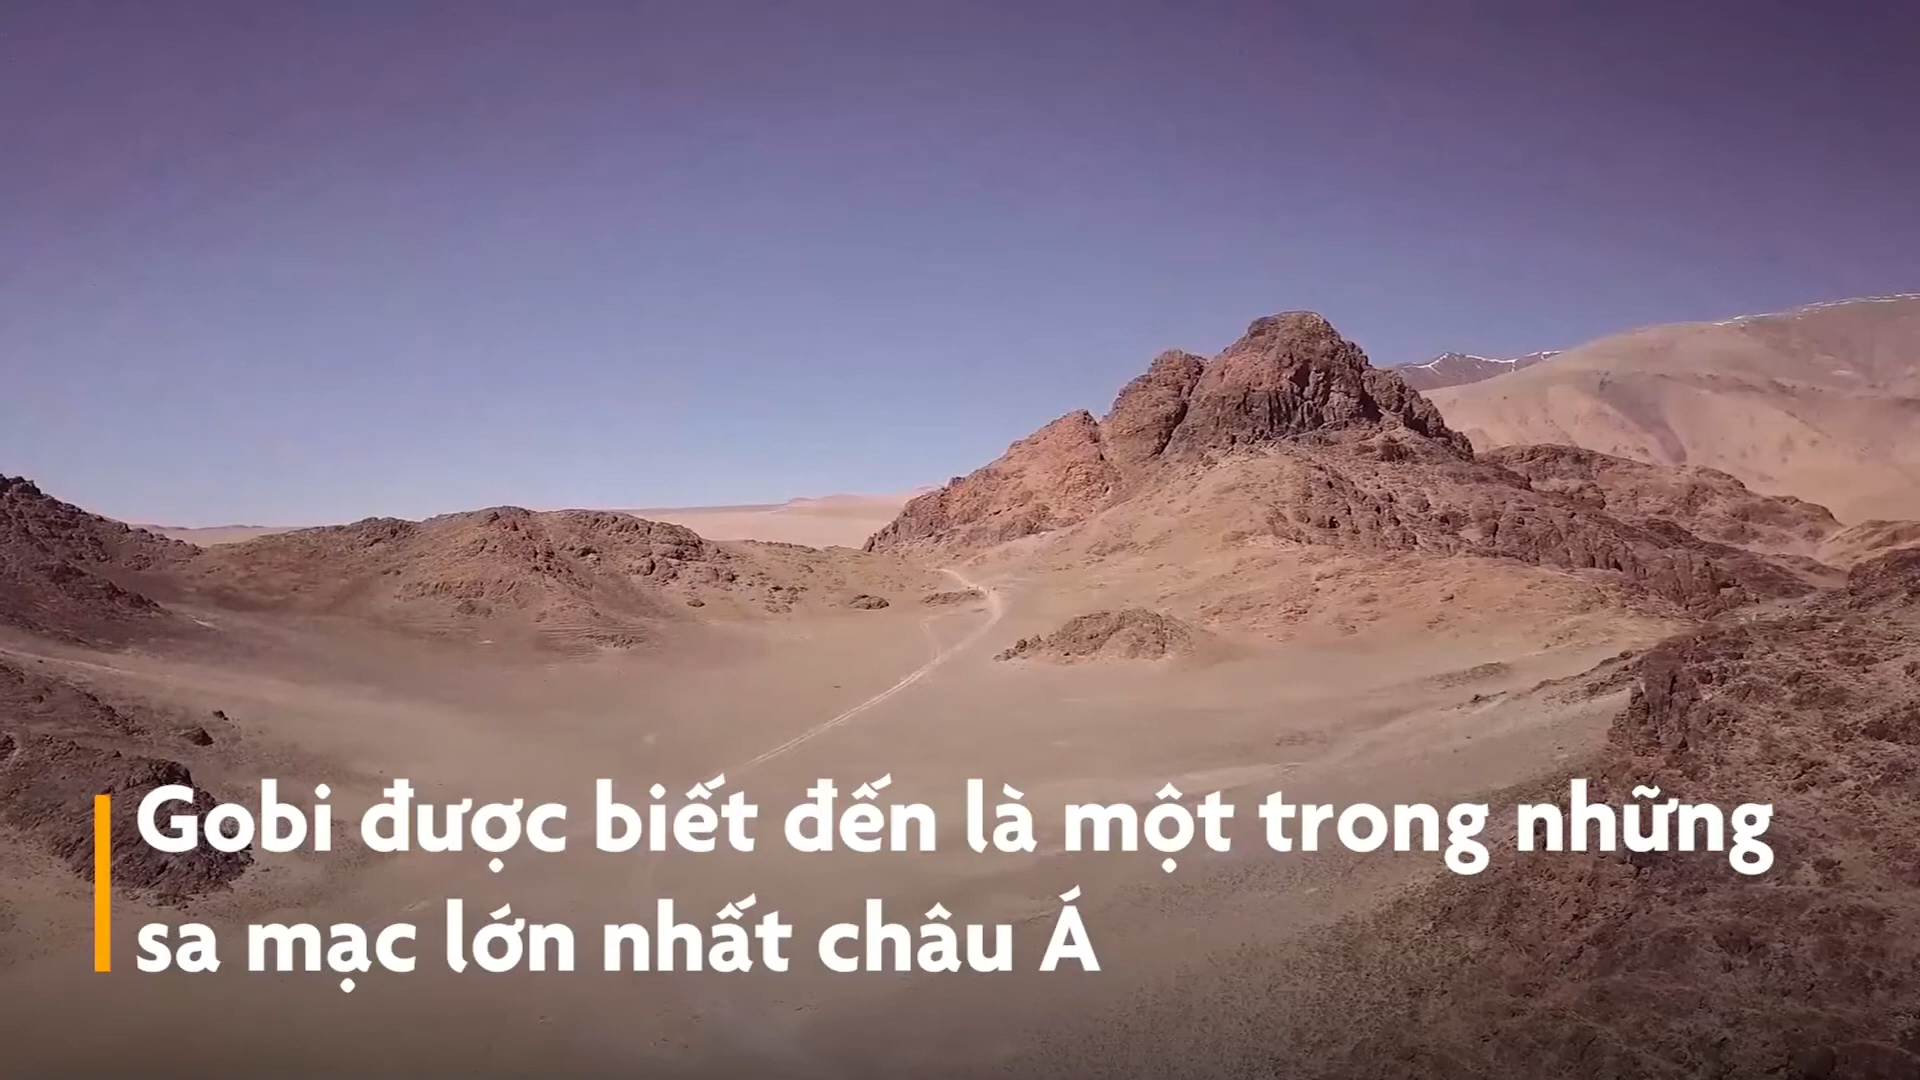 Gobi được biết đến là một trong những
sa mạc lớn nhất châu Á